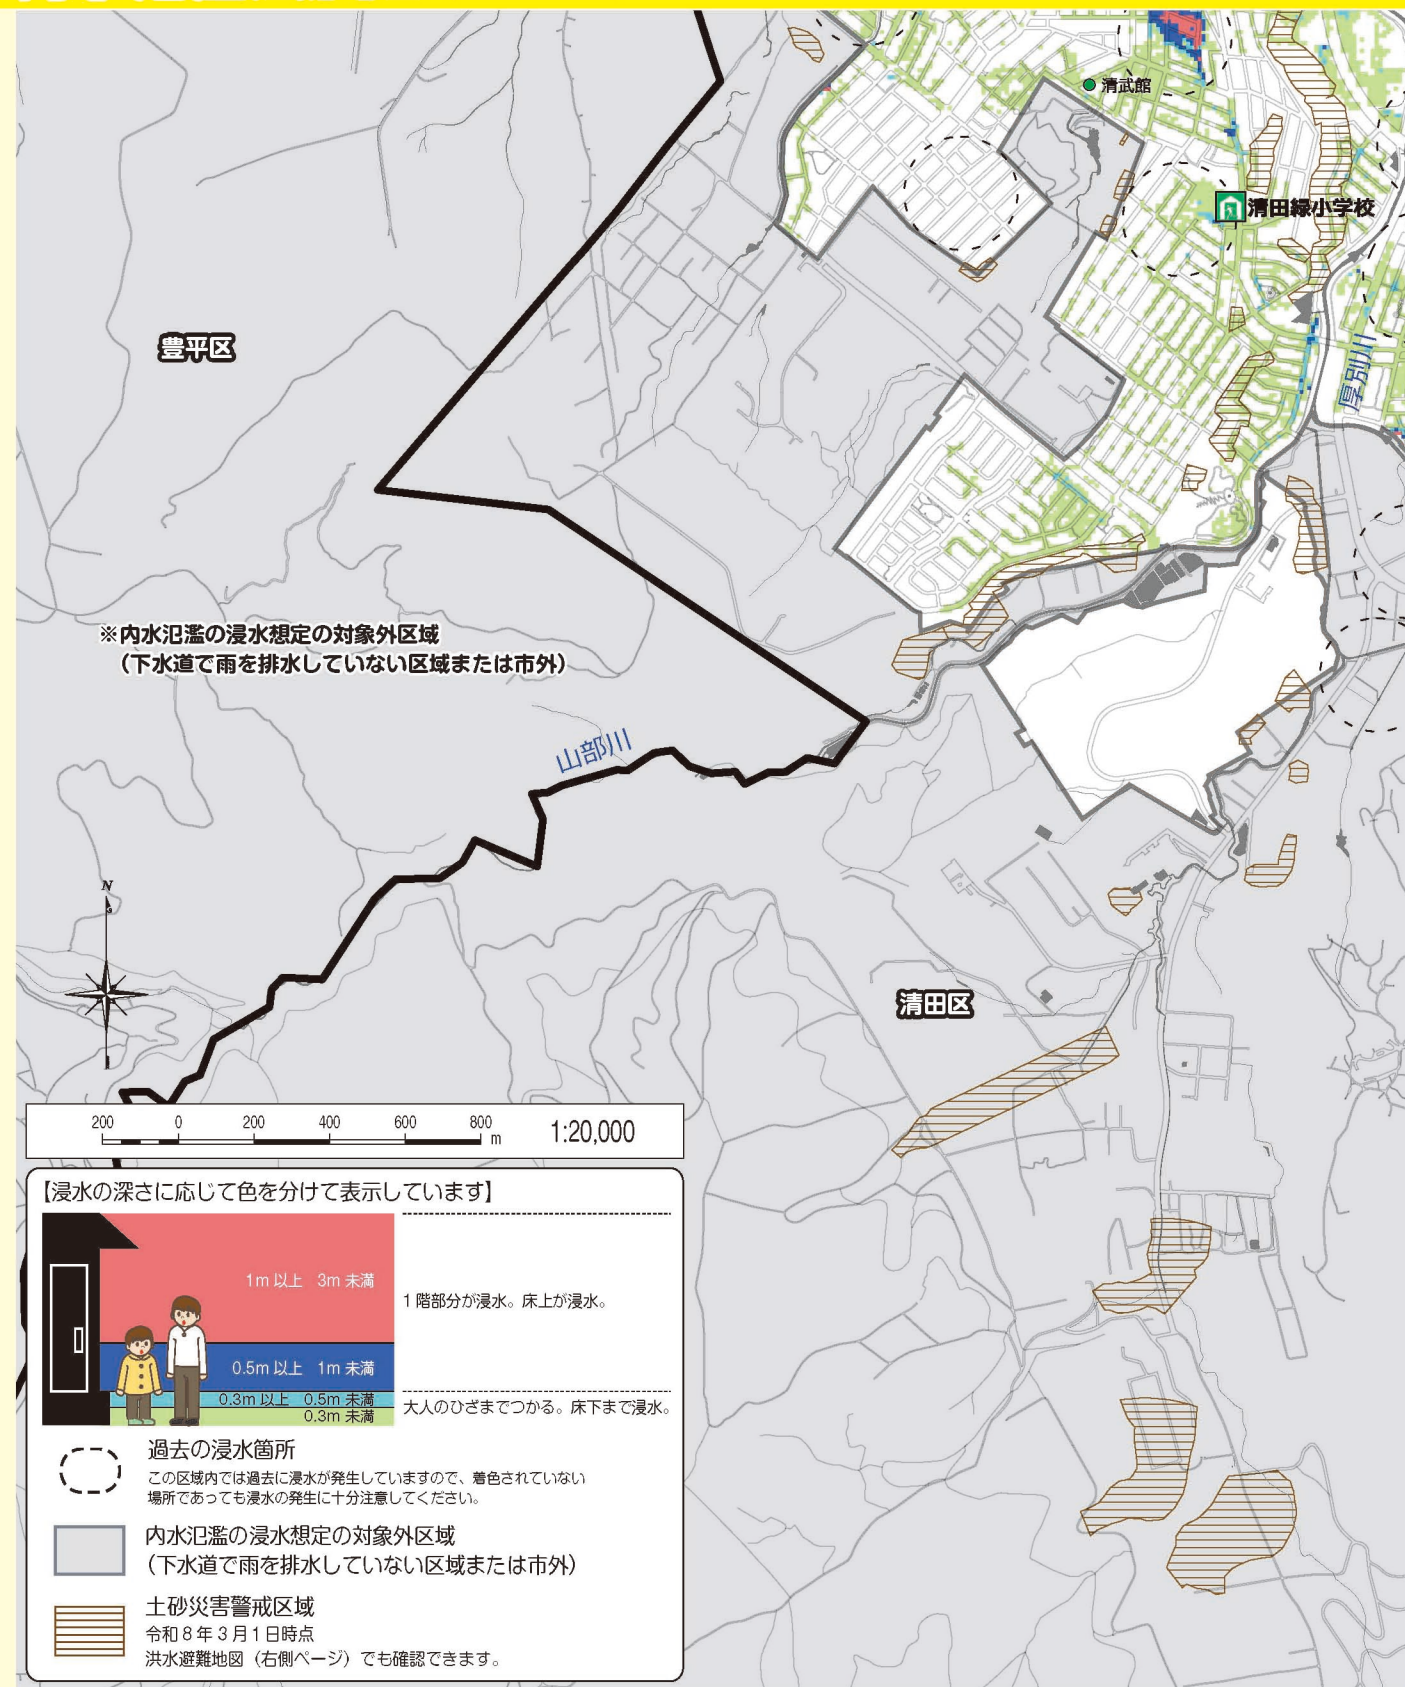 清武館
清田緑小学校
豊平区
厚別川
※内水氾濫の浸水想定の対象外区域
（下水道で雨を排水していない区域または市外）
山部川
N
清田区
200 0 200 400 600 800 m 1:20,000
【浸水の深さに応じて色を分けて表示しています】
1m 以上 3m 未満
1 階部分が浸水。床上が浸水。
0.5m 以上 1m 未満
0.3m 以上 0.5m 未満
0.3m 未満
大人のひざまでつかる。床下まで浸水。
過去の浸水箇所
この区域内では過去に浸水が発生していますので、着色されていない
場所であっても浸水の発生に十分注意してください。
内水氾濫の浸水想定の対象外区域
（下水道で雨を排水していない区域または市外）
土砂災害警戒区域
令和８年３月１日時点
洪水避難地図（右側ページ）でも確認できます。